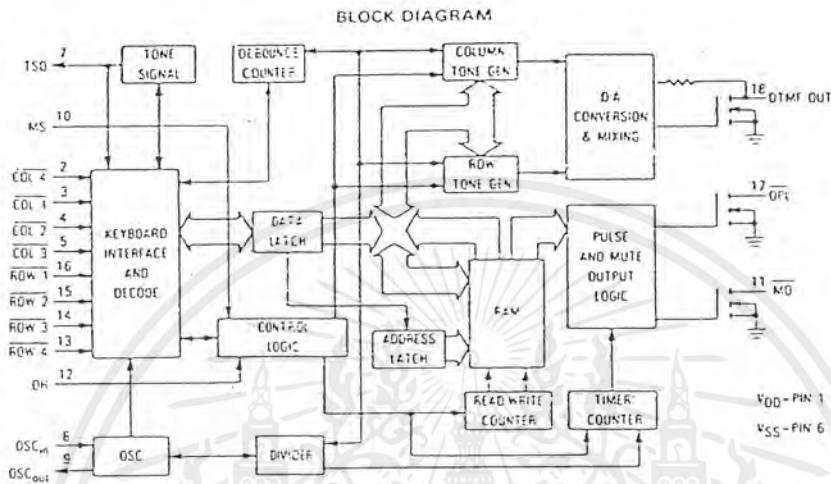 BLOCK DIAGRAM
7
TSO
TONE
SIGNAL
DEBOUNCE
COUNTER
COLUMN
TONE GEN
D/A
CONVERSION
& MIXING
18
DTMF OUT
10
MS
ROW
TONE GEN
2
COL 4
3
COL 1
4
COL 2
5
COL 3
16
ROW 1
15
ROW 2
14
ROW 3
13
ROW 4
12
OH
KEYBOARD
INTERFACE
AND
DECODE
DATA
LATCH
17
OPL
PULSE
AND MUTE
OUTPUT
LOGIC
11
MO
RAM
CONTROL
LOGIC
ADDRESS
LATCH
READ WRITE
COUNTER
TIMER
COUNTER
VDD-PIN 1
VSS-PIN 6
8
OSCin
9
OSCout
OSC
DIVIDER